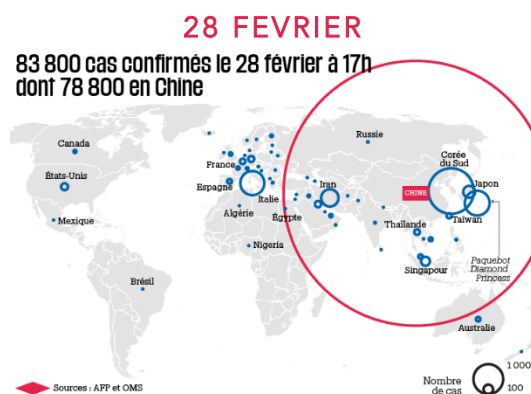 28 FEVRIER
83 800 cas confirmés le 28 février à 17h
dont 78 800 en Chine
Canada
États-Unis
Mexique
Brésil
France
Espagne
Italie
Algérie
Égypte
Nigeria
Russie
Iran
CHINE
Corée
du Sud
Japon
Taïwan
Thaïlande
Singapour
Paquebot
Diamond
Princess
Australie
Sources : AFP et OMS
Nombre
de cas
1 000
100